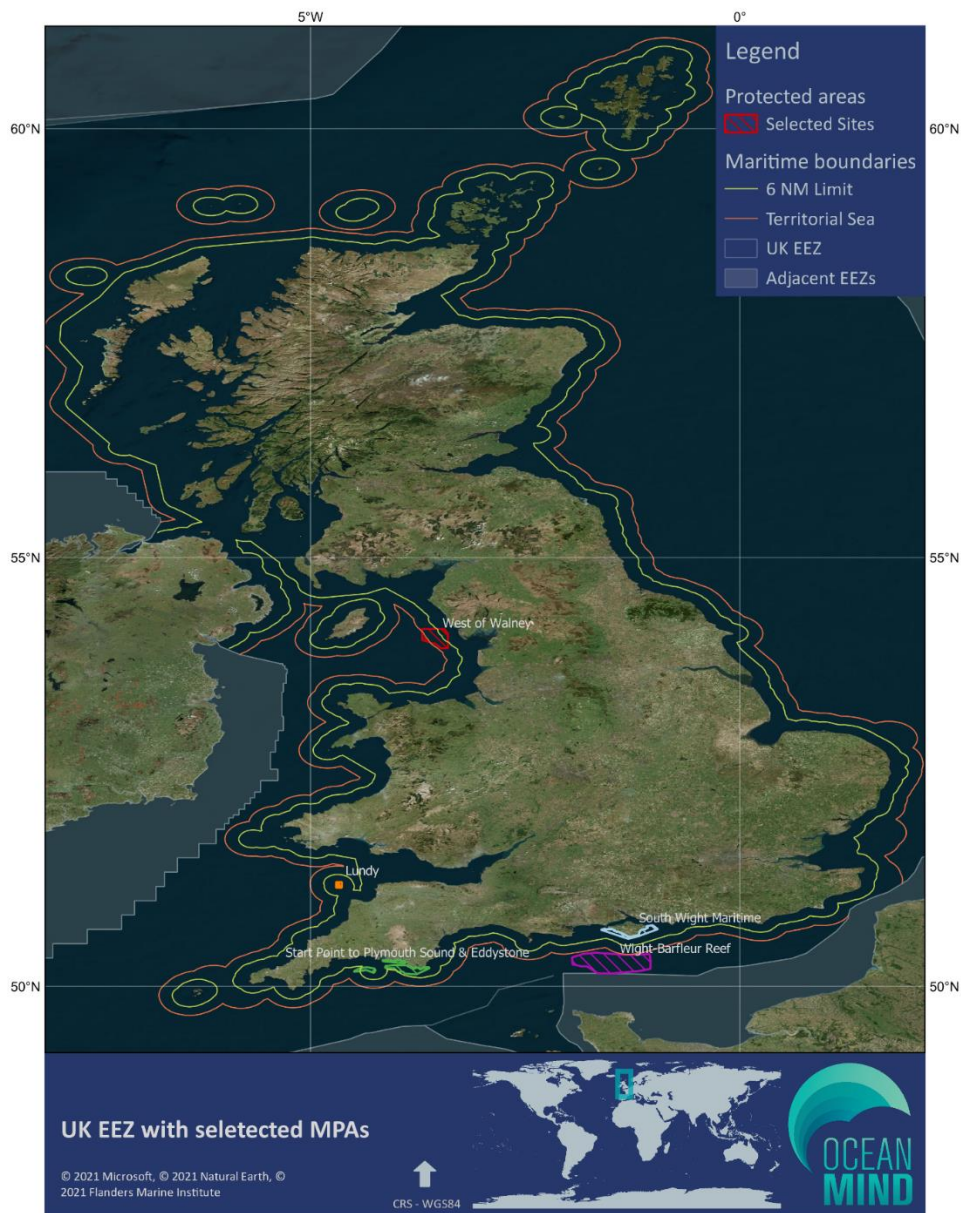 5°W
0°
Legend
Protected areas
Selected Sites
Maritime boundaries
6 NM Limit
Territorial Sea
UK EEZ
Adjacent EEZs
60°N
60°N
55°N
55°N
West of Walney
Lundy
South Wight Maritime
Wight-Barfleur Reef
Start Point to Plymouth Sound & Eddystone
50°N
50°N
UK EEZ with seletected MPAs
© 2021 Microsoft, © 2021 Natural Earth, ©
2021 Flanders Marine Institute
CRS - WGS84
OCEAN
MIND